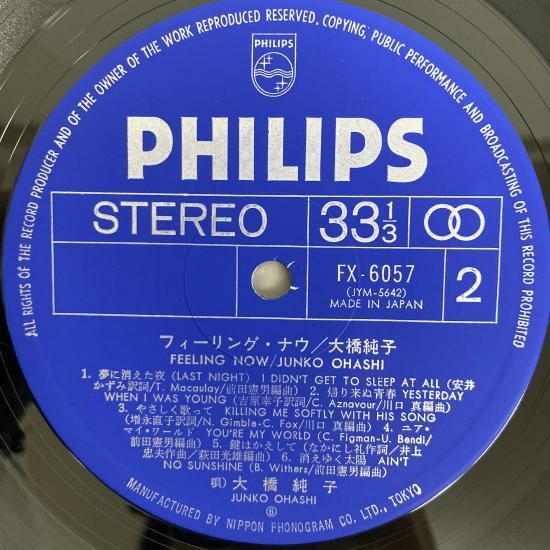 ALL RIGHTS OF THE RECORD PRODUCER AND OF THE OWNER OF THE WORK REPRODUCED RESERVED. COPYING, PUBLIC PERFORMANCE AND BROADCASTING OF THIS RECORD PROHIBITED
PHILIPS
PHILIPS
STEREO
33 1/3
FX-6057
(JYM-5642)
MADE IN JAPAN
2
フィーリング・ナウ/大橋純子
FEELING NOW/JUNKO OHASHI
1. 夢に消えた夜 (LAST NIGHT) I DIDN'T GET TO SLEEP AT ALL (安井
かずみ訳詞/T. Macaulay/前田憲男編曲) 2. 帰り来ぬ青春 YESTERDAY
WHEN I WAS YOUNG (古原幸子訳詞/C. Aznavour/川口 真編曲)
3. やさしく歌って KILLING ME SOFTLY WITH HIS SONG
(増永直子訳詞/N. Gimble-C. Fox/川口 真編曲) 4. ユア・
マイ・ワールド YOU'RE MY WORLD (C. Figman-U. Bendi/
前田憲男編曲) 5. 鍵はかえして (なかにし礼作詞/井上
忠夫作曲/萩田光雄編曲) 6. 消えゆく太陽 AIN'T
NO SUNSHINE (B. Withers/前田憲男編曲)
唄) 大橋純子
JUNKO OHASHI
Ⓟ
MANUFACTURED BY NIPPON PHONOGRAM CO. LTD., TOKYO